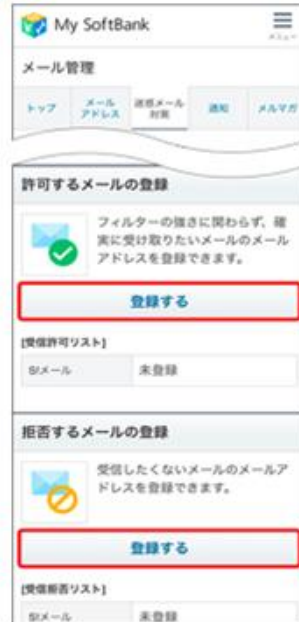 My SoftBank
メニュー
メール管理
トップ
メール
アドレス
迷惑メール
対策
通知
メルマガ
許可するメールの登録
フィルターの強さに関わらず、確
実に受け取りたいメールのメール
アドレスを登録できます。
登録する
[受信許可リスト]
S!メール
未登録
拒否するメールの登録
受信したくないメールのメールア
ドレスを登録できます。
登録する
[受信拒否リスト]
S!メール
未登録